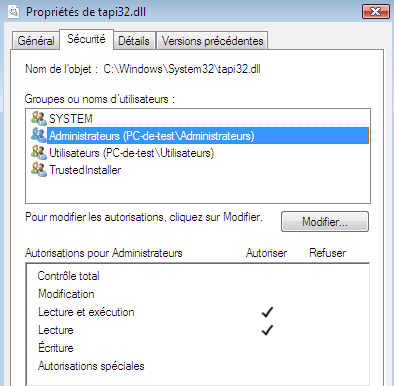 Propriétés de tapi32.dll
Général Sécurité Détails Versions précédentes
Nom de l'objet : C:\Windows\System32\tapi32.dll
Groupes ou noms d'utilisateurs :
SYSTEM
Administrateurs (PC-de-test\Administrateurs)
Utilisateurs (PC-de-test\Utilisateurs)
TrustedInstaller
Pour modifier les autorisations, cliquez sur Modifier. Modifier...
Autorisations pour Administrateurs Autoriser Refuser
Contrôle total
Modification
Lecture et exécution
Lecture
Écriture
Autorisations spéciales